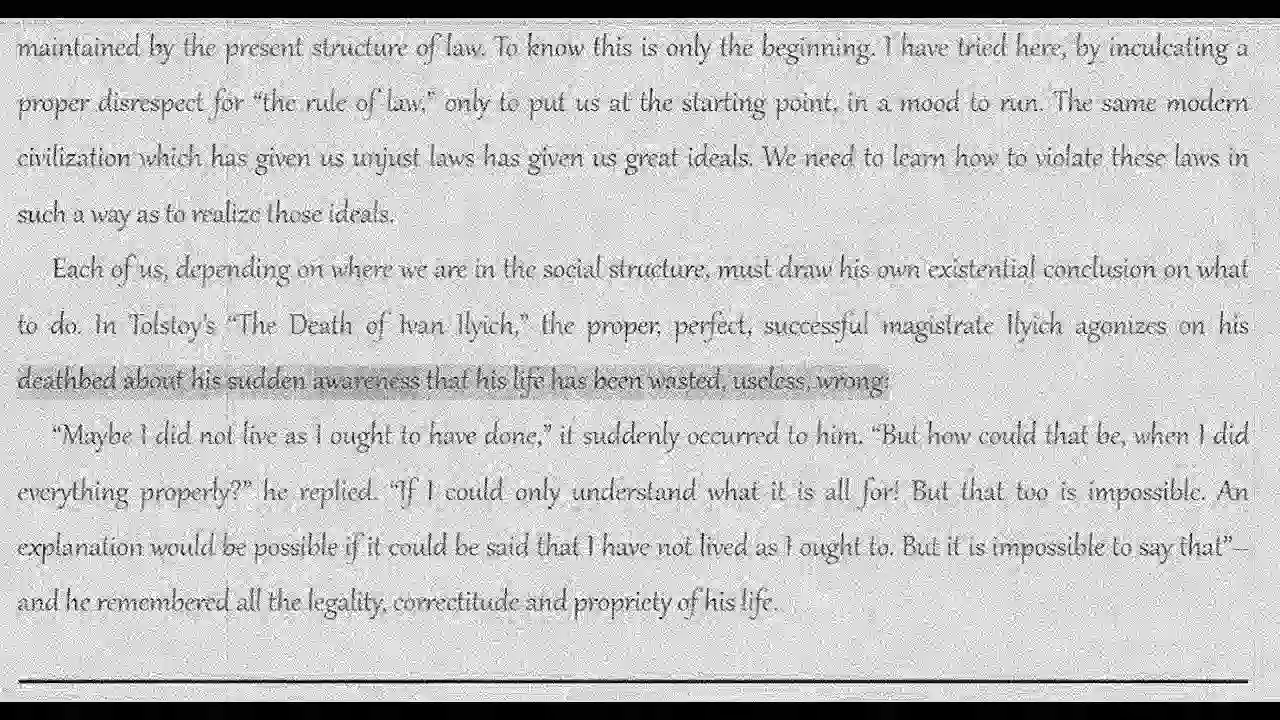 maintained by the present structure of law. To know this is only the beginning. I have tried here, by inculcating a
proper disrespect for “the rule of law,” only to put us at the starting point, in a mood to run. The same modern
civilization which has given us unjust laws has given us great ideals. We need to learn how to violate these laws in
such a way as to realize those ideals.
Each of us, depending on where we are in the social structure, must draw his own existential conclusion on what
to do. In Tolstoy's “The Death of Ivan Ilyich,” the proper, perfect, successful magistrate Ilyich agonizes on his
deathbed about his sudden awareness that his life has been wasted, useless, wrong:
“Maybe I did not live as I ought to have done,” it suddenly occurred to him. “But how could that be, when I did
everything properly?” he replied. “If I could only understand what it is all for! But that too is impossible. An
explanation would be possible if it could be said that I have not lived as I ought to. But it is impossible to say that”—
and he remembered all the legality, correctitude and propriety of his life.